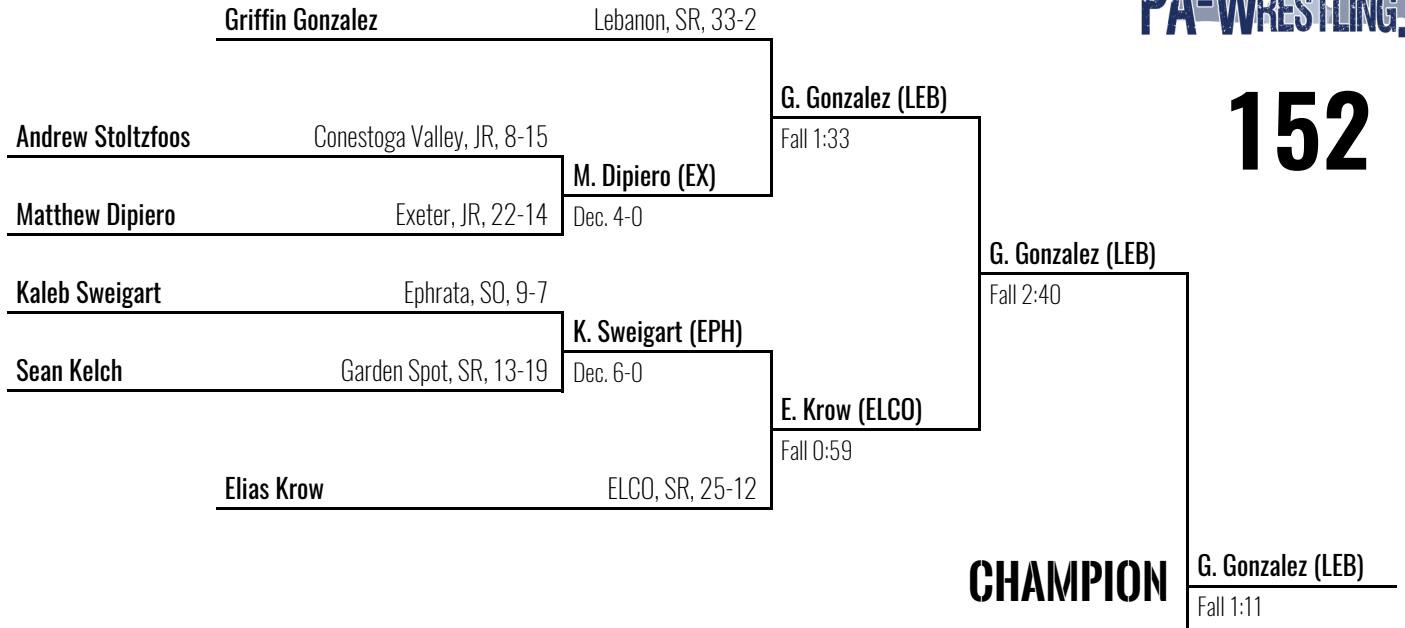 PA-WRESTLING.
152
Griffin Gonzalez Lebanon, SR, 33-2
G. Gonzalez (LEB)
Fall 1:33
Andrew Stoltzfoos Conestoga Valley, JR, 8-15
M. Dipiero (EX)
Matthew Dipiero Exeter, JR, 22-14
Dec. 4-0
G. Gonzalez (LEB)
Fall 2:40
Kaleb Sweigart Ephrata, SO, 9-7
K. Sweigart (EPH)
Sean Kelch Garden Spot, SR, 13-19
Dec. 6-0
E. Krow (ELCO)
Fall 0:59
Elias Krow ELCO, SR, 25-12
CHAMPION
G. Gonzalez (LEB)
Fall 1:11